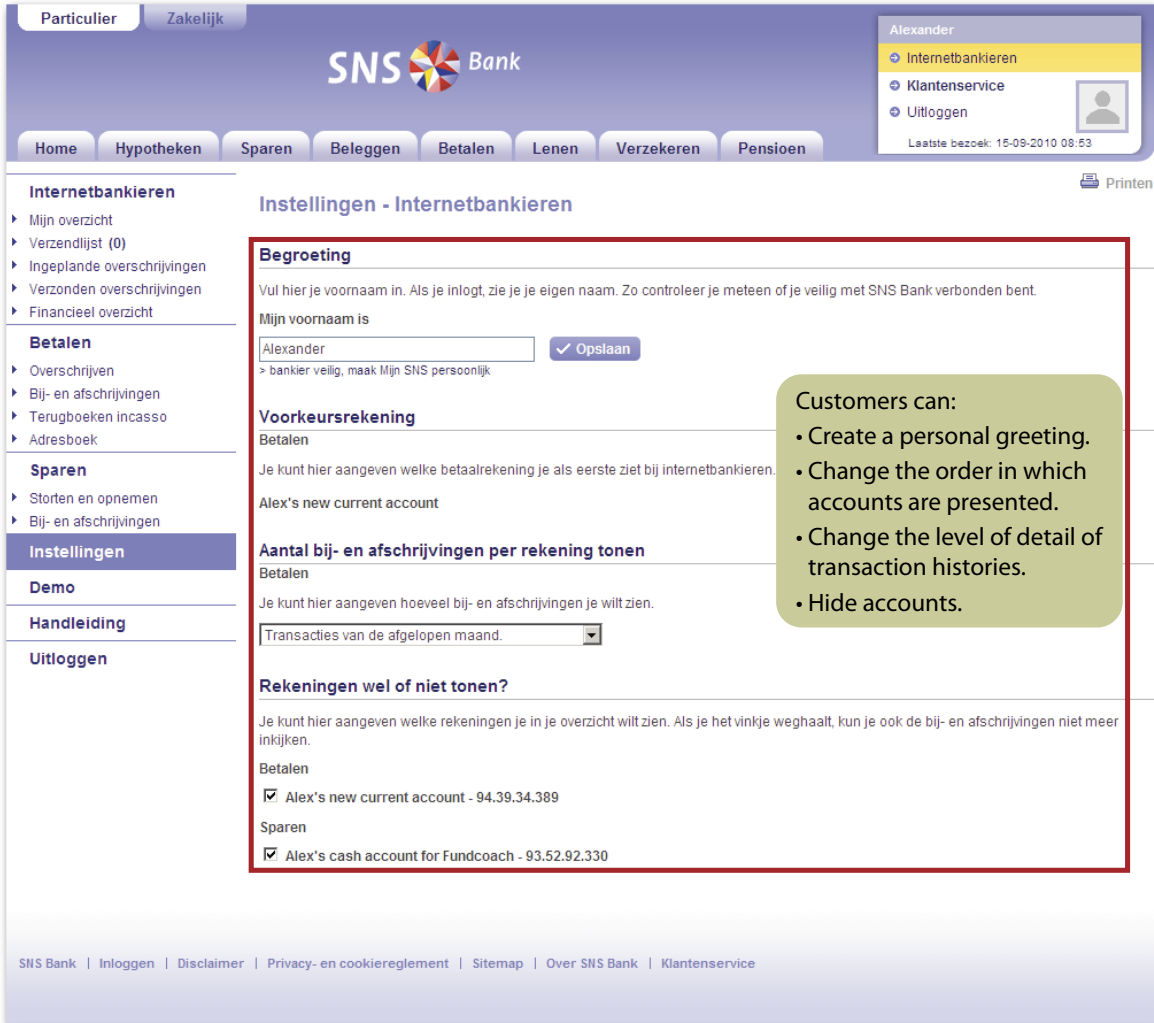 Particulier
Zakelijk
SNS Bank
Alexander
Internetbankieren
Klantenservice
Uitloggen
Laatste bezoek: 15-09-2010 08:53
Home
Hypotheken
Sparen
Beleggen
Betalen
Lenen
Verzekeren
Pensioen
Printen
Internetbankieren
Mijn overzicht
Verzendlijst (0)
Ingeplande overschrijvingen
Verzonden overschrijvingen
Financieel overzicht
Betalen
Overschrijven
Bij- en afschrijvingen
Terugboeken incasso
Adresboek
Sparen
Storten en opnemen
Bij- en afschrijvingen
Instellingen
Demo
Handleiding
Uitloggen
Instellingen - Internetbankieren
Begroeting
Vul hier je voornaam in. Als je inlogt, zie je je eigen naam. Zo controleer je meteen of je veilig met SNS Bank verbonden bent.
Mijn voornaam is
Alexander
Opslaan
> bankier veilig, maak Mijn SNS persoonlijk
Voorkeursrekening
Betalen
Je kunt hier aangeven welke betaalrekening je als eerste ziet bij internetbankieren.
Alex's new current account
Aantal bij- en afschrijvingen per rekening tonen
Betalen
Je kunt hier aangeven hoeveel bij- en afschrijvingen je wilt zien.
Transacties van de afgelopen maand.
Customers can:
• Create a personal greeting.
• Change the order in which
accounts are presented.
• Change the level of detail of
transaction histories.
• Hide accounts.
Rekeningen wel of niet tonen?
Je kunt hier aangeven welke rekeningen je in je overzicht wilt zien. Als je het vinkje weghaalt, kun je ook de bij- en afschrijvingen niet meer
inkijken.
Betalen
Alex's new current account - 94.39.34.389
Sparen
Alex's cash account for Fundcoach - 93.52.92.330
SNS Bank | Inloggen | Disclaimer | Privacy- en cookiereglement | Sitemap | Over SNS Bank | Klantenservice